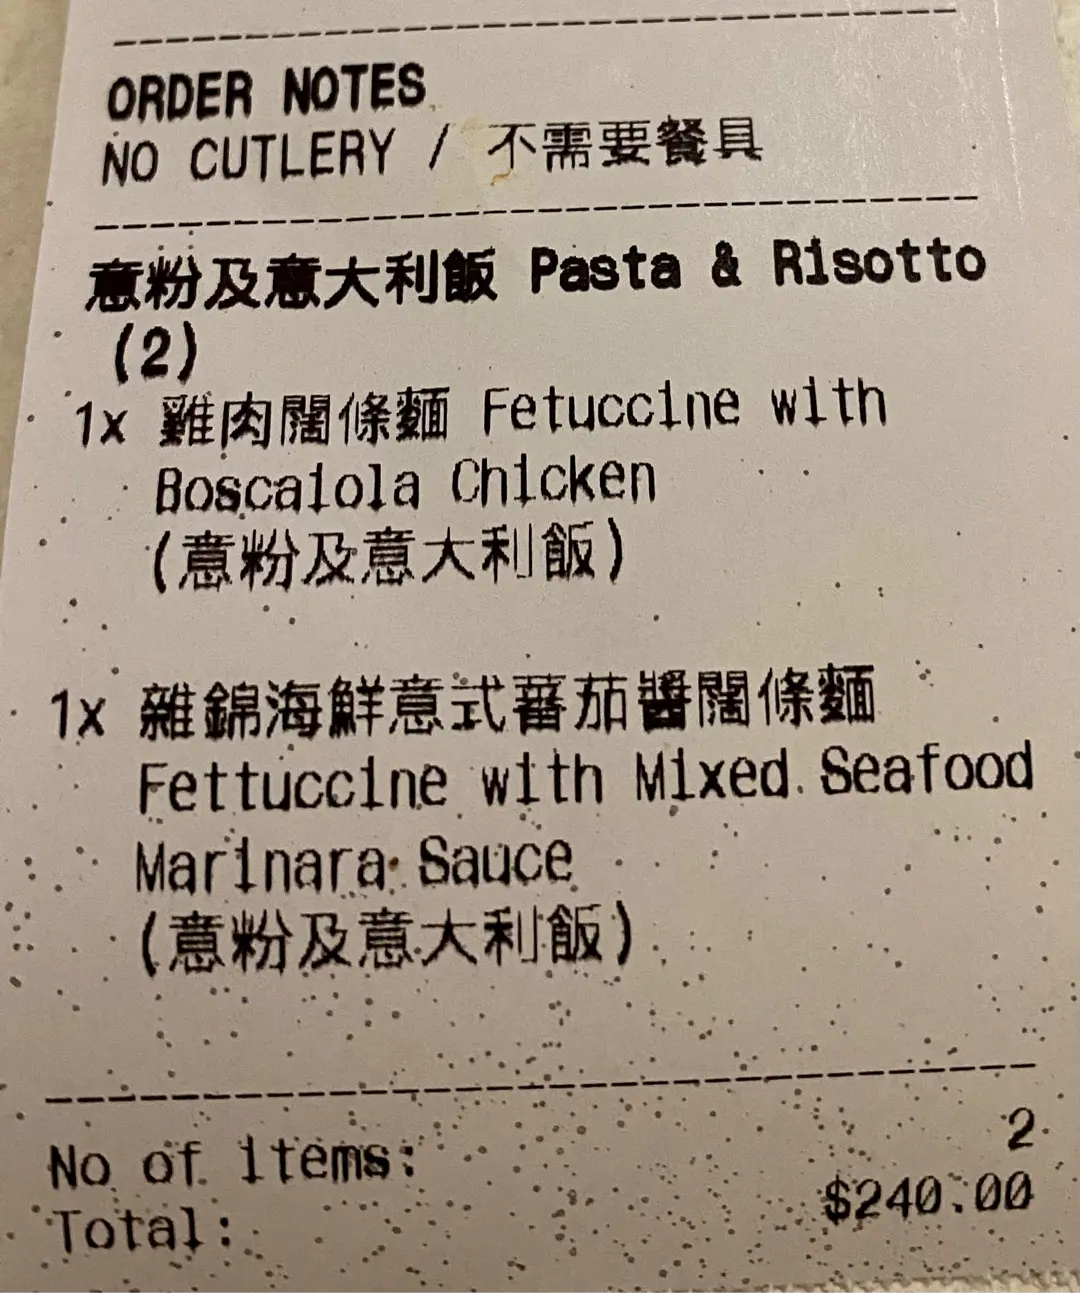 ORDER NOTES
NO CUTLERY / 不需要餐具
意粉及意大利飯 Pasta & Risotto
(2)
1x 雞肉闊條麵 Fetuccine with
Boscaiola Chicken
(意粉及意大利飯)
1x 雜錦海鮮意式蕃茄醬闊條麵
Fettuccine with Mixed Seafood
Marinara Sauce
(意粉及意大利飯)
No of items: 2
Total: $240.00